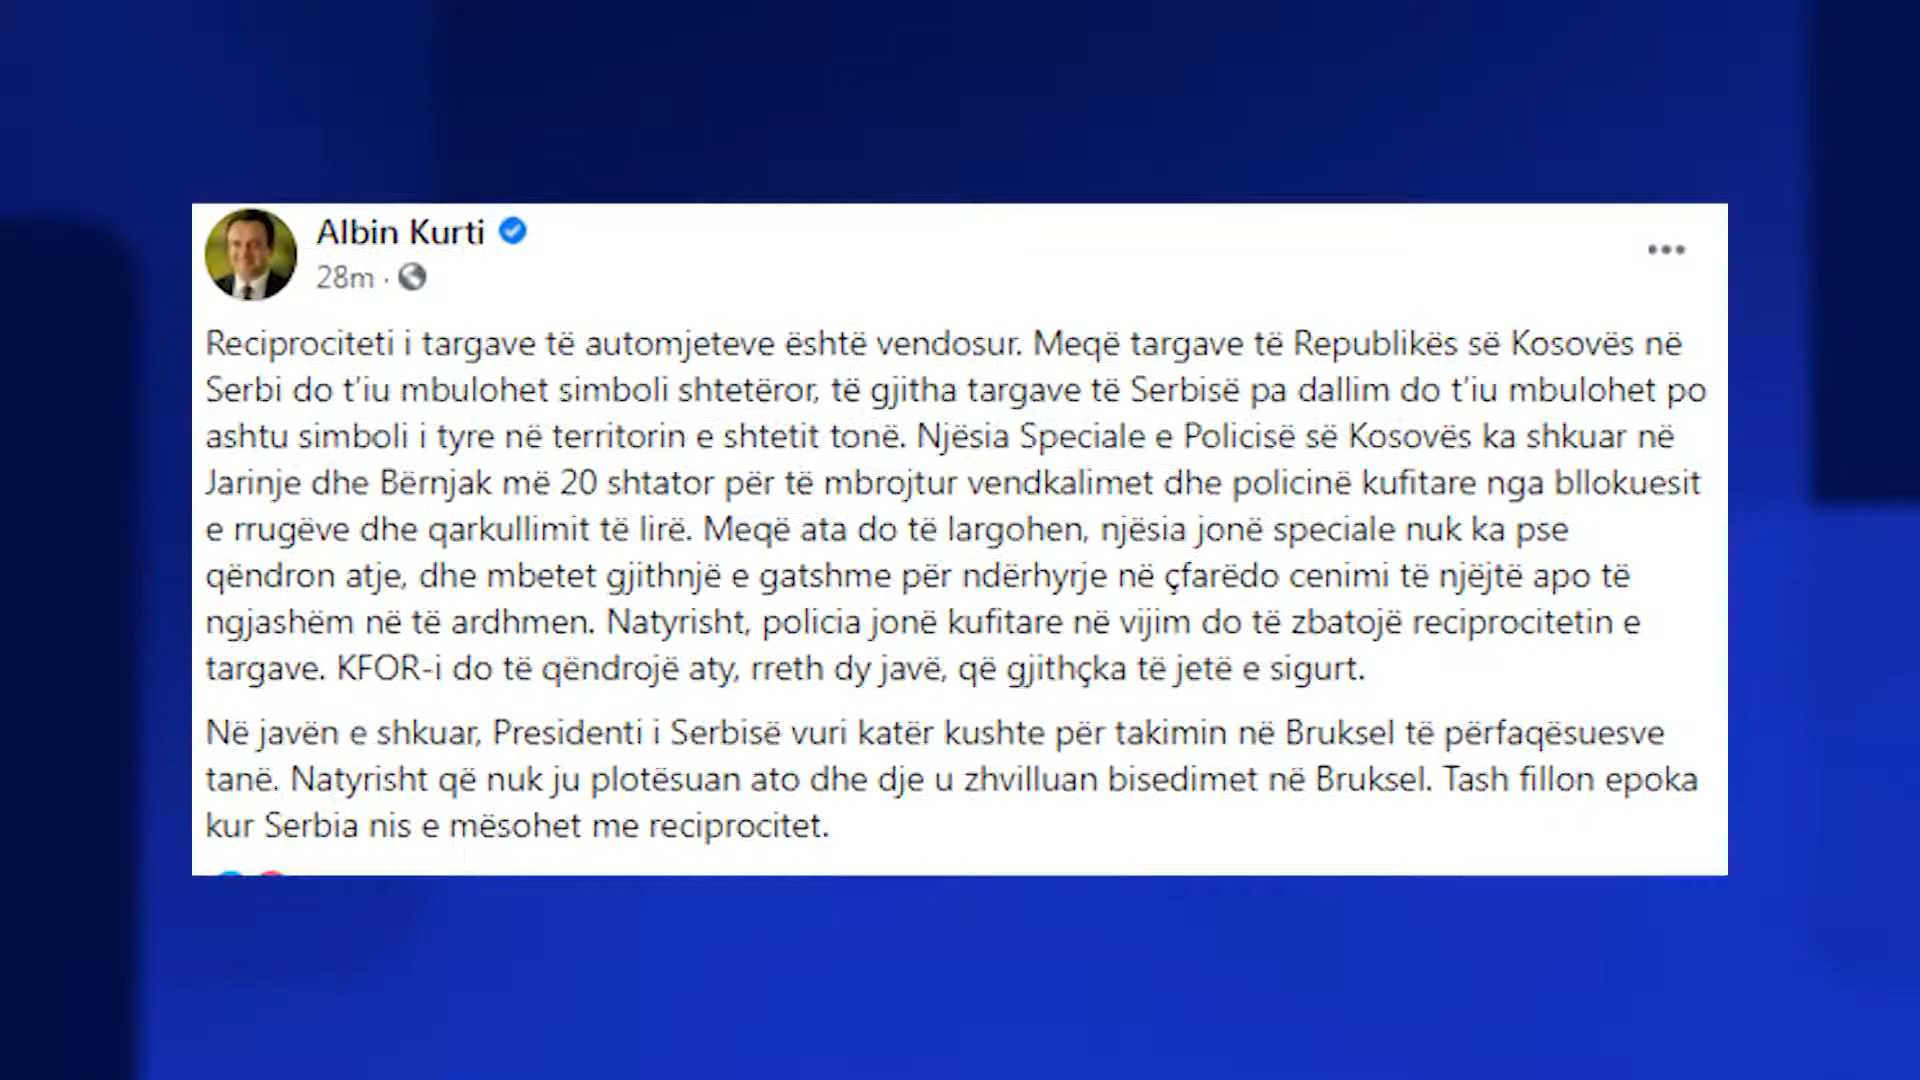 Albin Kurti
28m ·
Reciprociteti i targave të automjeteve është vendosur. Meqë targave të Republikës së Kosovës në
Serbi do t'iu mbulohet simboli shtetëror, të gjitha targave të Serbisë pa dallim do t'iu mbulohet po
ashtu simboli i tyre në territorin e shtetit tonë. Njësia Speciale e Policisë së Kosovës ka shkuar në
Jarinje dhe Bërnjak më 20 shtator për të mbrojtur vendkalimet dhe policinë kufitare nga bllokuesit
e rrugëve dhe qarkullimit të lirë. Meqë ata do të largohen, njësia jonë speciale nuk ka pse
qëndron atje, dhe mbetet gjithnjë e gatshme për ndërhyrje në çfarëdo cenimi të njëjtë apo të
ngjashëm në të ardhmen. Natyrisht, policia jonë kufitare në vijim do të zbatojë reciprocitetin e
targave. KFOR-i do të qëndrojë aty, rreth dy javë, që gjithçka të jetë e sigurt.
Në javën e shkuar, Presidenti i Serbisë vuri katër kushte për takimin në Bruksel të përfaqësuesve
tanë. Natyrisht që nuk ju plotësuan ato dhe dje u zhvilluan bisedimet në Bruksel. Tash fillon epoka
kur Serbia nis e mësohet me reciprocitet.